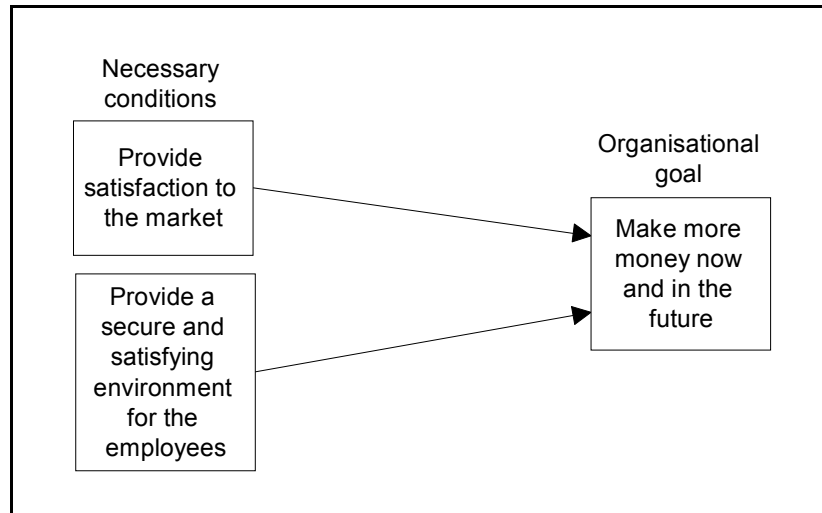 Necessary
conditions
Provide
satisfaction to
the market
Provide a
secure and
satisfying
environment
for the
employees
Organisational
goal
Make more
money now
and in the
future